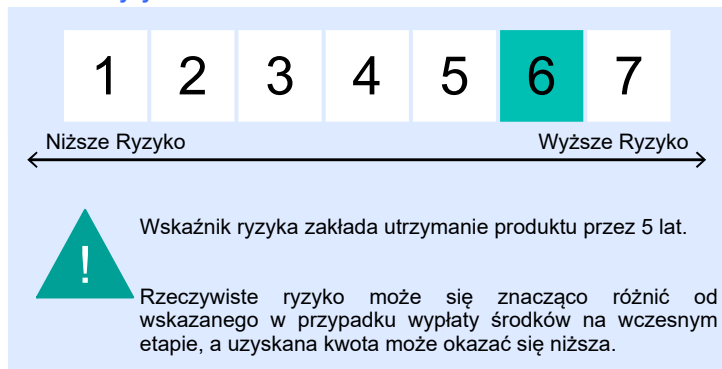 1 2 3 4 5 6 7
Niższe Ryzyko Wyższe Ryzyko
!
Wskaźnik ryzyka zakłada utrzymanie produktu przez 5 lat.
Rzeczywiste ryzyko może się znacząco różnić od
wskazanego w przypadku wypłaty środków na wczesnym
etapie, a uzyskana kwota może okazać się niższa.